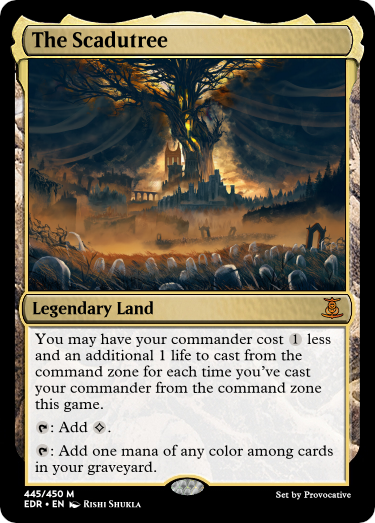 The Scadutree
Legendary Land
You may have your commander cost 1 less
and an additional 1 life to cast from the
command zone for each time you've cast
your commander from the command zone
this game.
: Add .
: Add one mana of any color among cards
in your graveyard.
445/450 M
EDR • EN Rishi Shukla
Set by Provocative